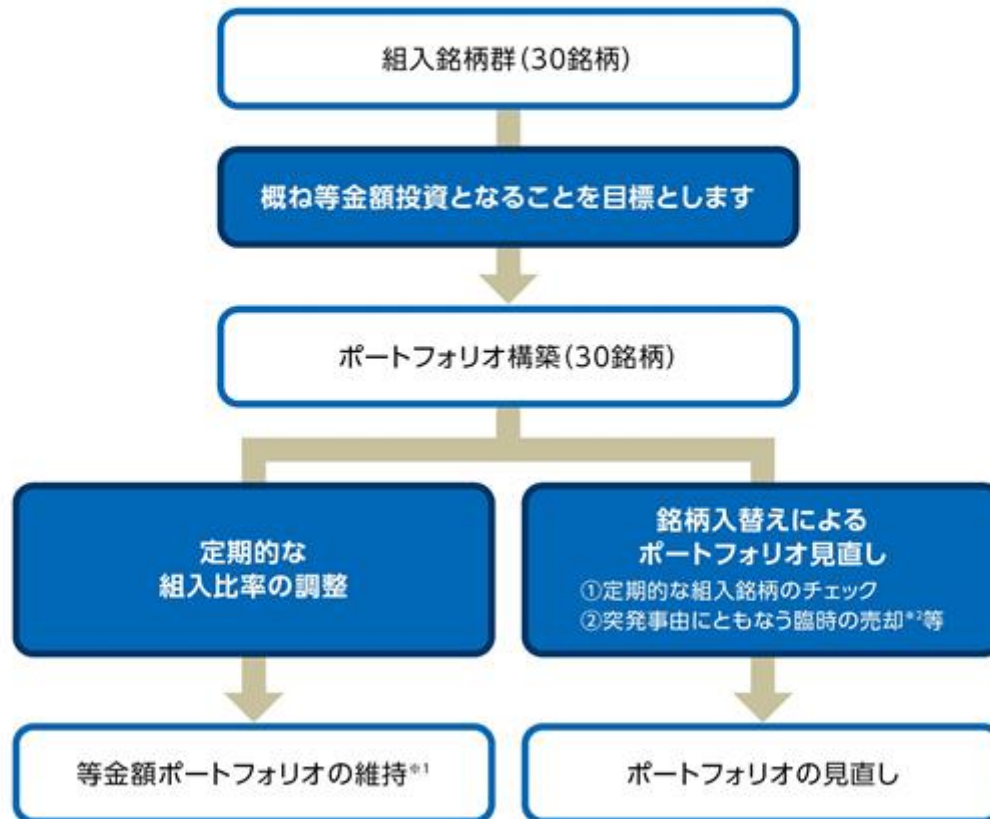 組入銘柄群(30銘柄)
概ね等金額投資となることを目標とします
ポートフォリオ構築(30銘柄)
定期的な
組入比率の調整
銘柄入替えによる
ポートフォリオ見直し
①定期的な組入銘柄のチェック
②突発事由にともなう臨時の売却※2等
等金額ポートフォリオの維持※1
ポートフォリオの見直し